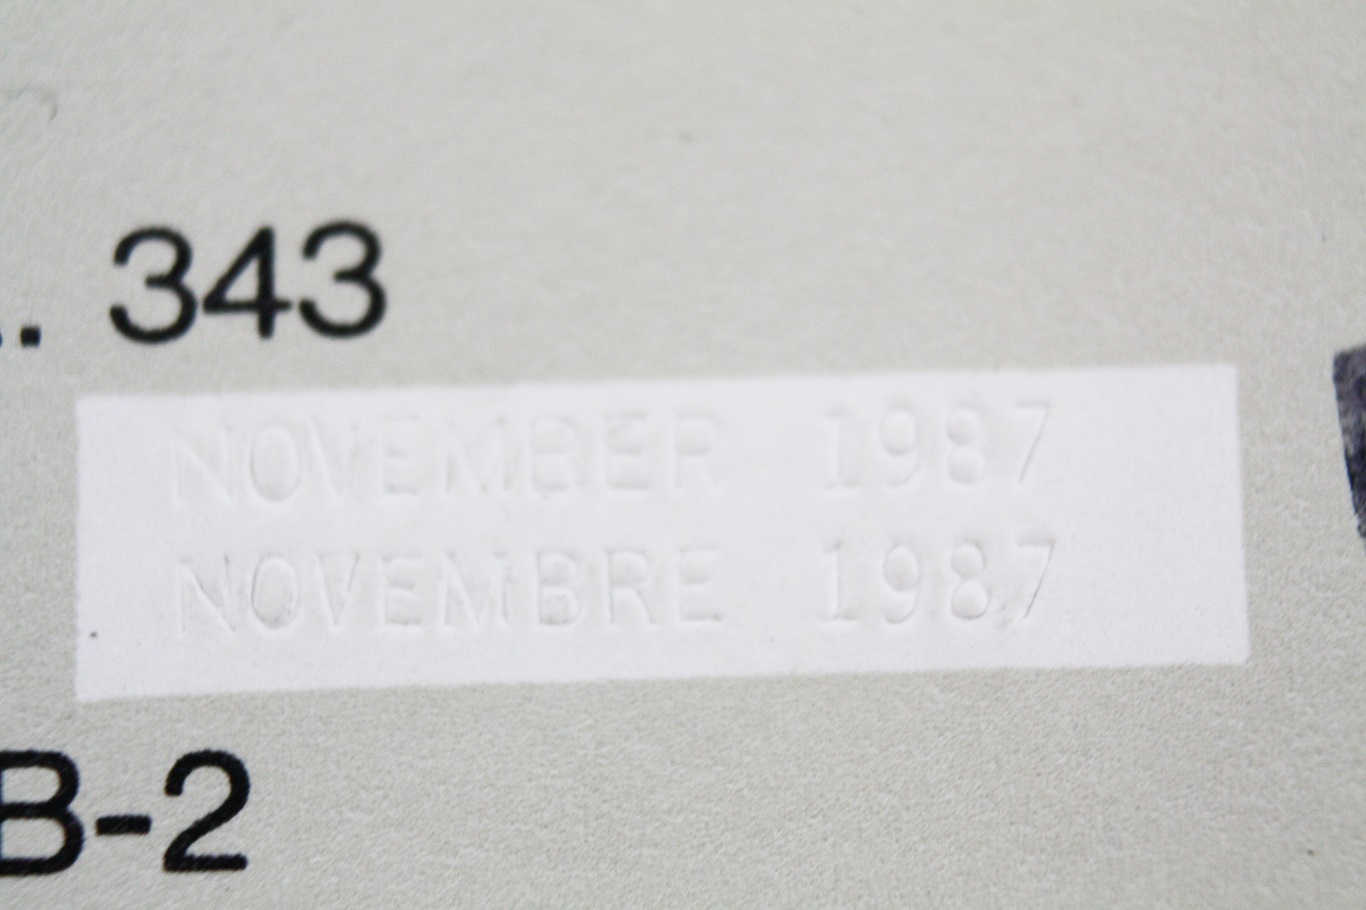 . 343
NOVEMBER 1987
NOVEMBRE 1987
B-2